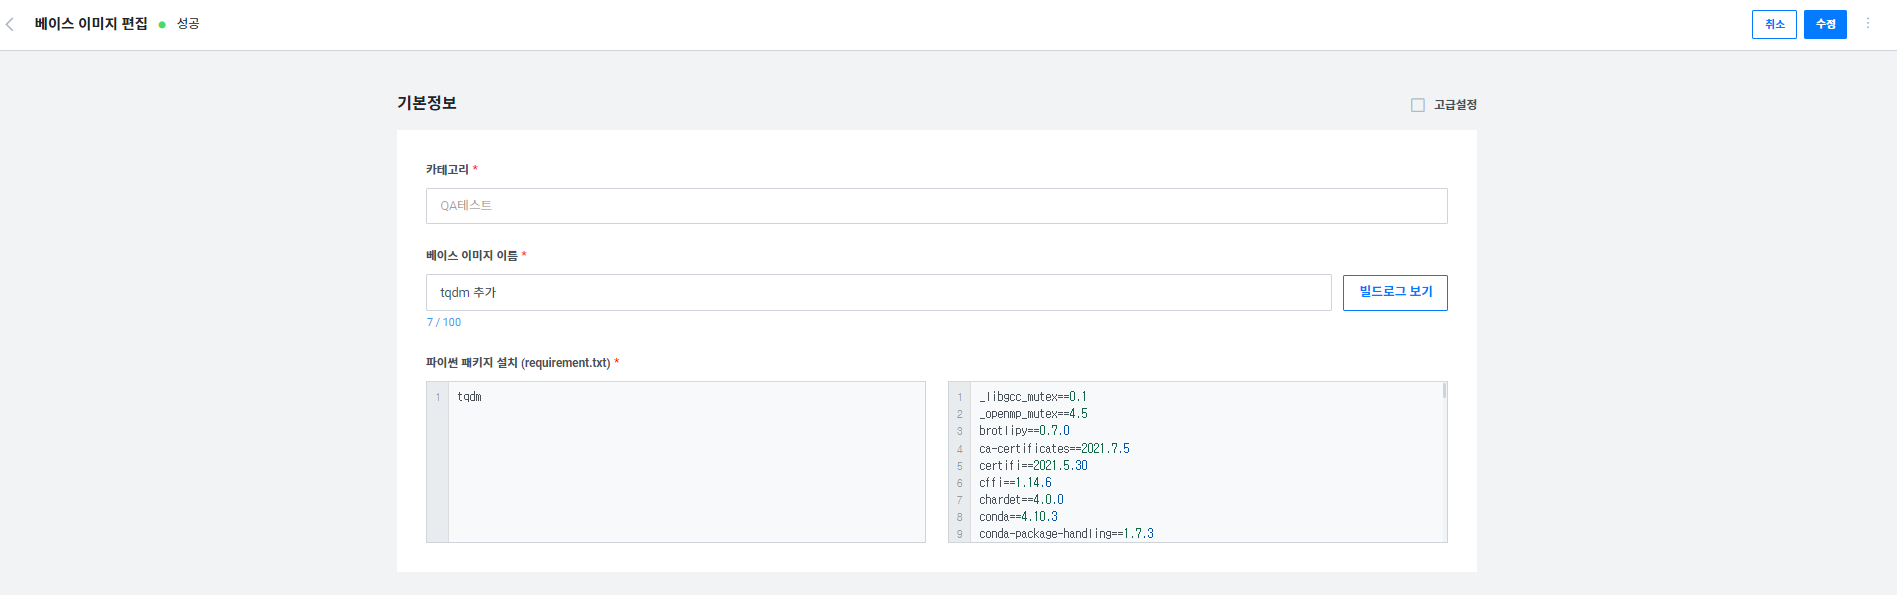 베이스 이미지 편집 성공
취소 수정
기본정보
고급설정
카테고리 *
QA테스트
베이스 이미지 이름 *
tqdm 추가
빌드로그 보기
7 / 100
파이썬 패키지 설치 (requirement.txt) *
1 tqdm
1 _libgcc_mutex==0.1
2 _openmp_mutex==4.5
3 brotlipy==0.7.0
4 ca-certificates==2021.7.5
5 certifi==2021.5.30
6 cffi==1.14.6
7 chardet==4.0.0
8 conda==4.10.3
9 conda-package-handling==1.7.3